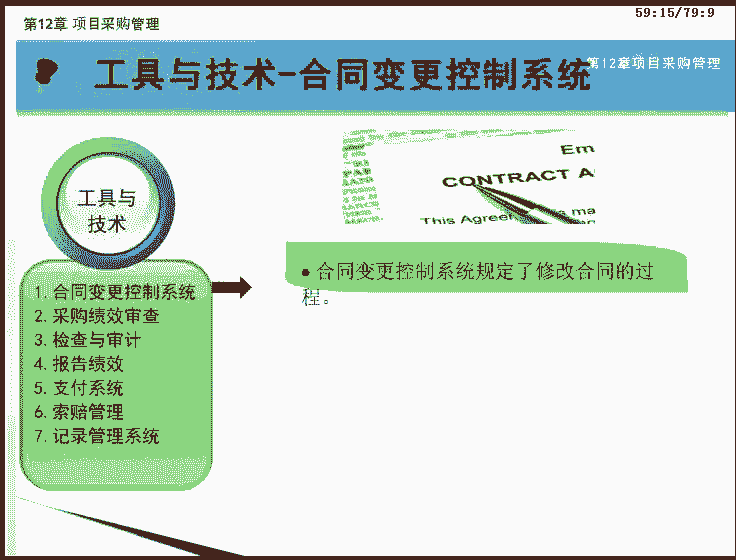 59:15/79:9
第12章 项目采购管理
工具与技术-合同变更控制系统
第12章项目采购管理
Em
CONTRACT A
This Agree
ma
工具与
技术
1. 合同变更控制系统
2. 采购绩效审查
3. 检查与审计
4. 报告绩效
5. 支付系统
6. 索赔管理
7. 记录管理系统
● 合同变更控制系统规定了修改合同的过
程。